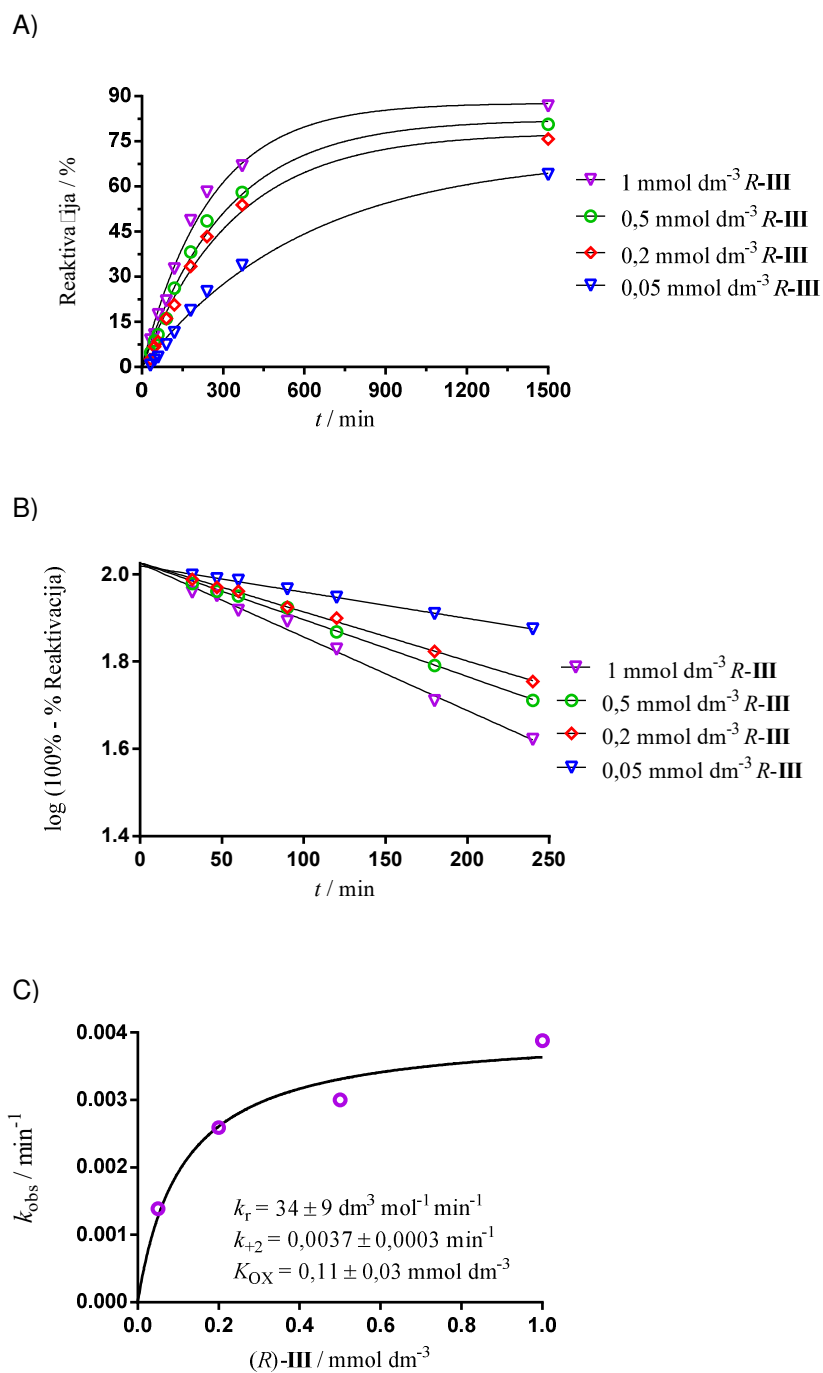 A)
90
75
60
45
30
15
0
0 300 600 900 1200 1500
Reaktiva□ija / %
t / min
1 mmol dm-3 R-III
0,5 mmol dm-3 R-III
0,2 mmol dm-3 R-III
0,05 mmol dm-3 R-III
B)
2.0
1.8
1.6
1.4
0 50 100 150 200 250
log (100% - % Reaktivacija)
t / min
1 mmol dm-3 R-III
0,5 mmol dm-3 R-III
0,2 mmol dm-3 R-III
0,05 mmol dm-3 R-III
C)
0.004
0.003
0.002
0.001
0.000
0.0 0.2 0.4 0.6 0.8 1.0
kobs / min-1
kr = 34 ± 9 dm3 mol-1 min-1
k+2 = 0,0037 ± 0,0003 min-1
KOX = 0,11 ± 0,03 mmol dm-3
(R)-III / mmol dm-3